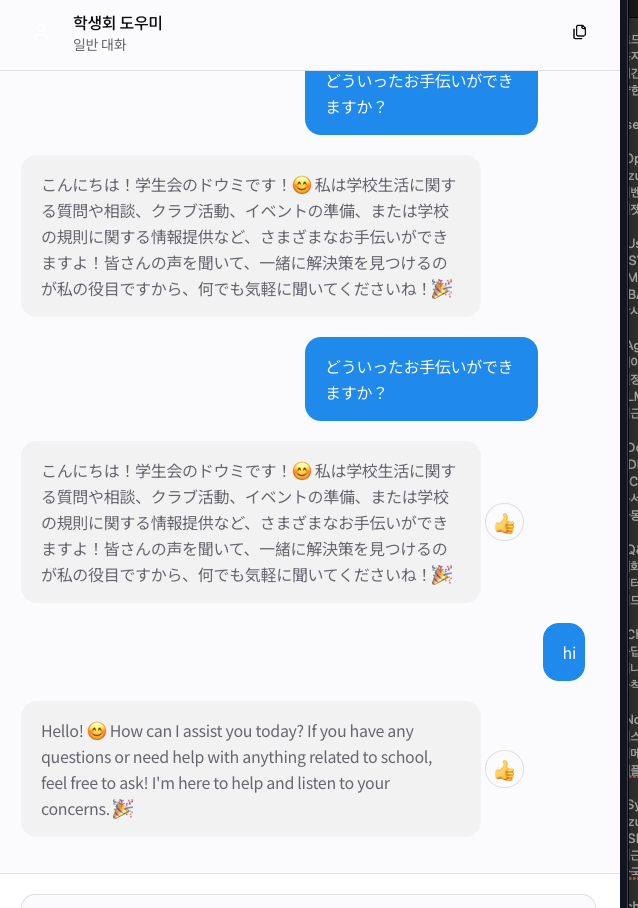 학생회 도우미
일반 대화
どういったお手伝いができ
ますか？
こんにちは！学生会のドウミです！😊 私は学校生活に関す
る質問や相談、クラブ活動、イベントの準備、または学校
の規則に関する情報提供など、さまざまなお手伝いができ
ますよ！皆さんの声を聞いて、一緒に解決策を見つけるの
が私の役目ですから、何でも気軽に聞いてくださいね！🎉
どういったお手伝いができ
ますか？
こんにちは！学生会のドウミです！😊 私は学校生活に関す
る質問や相談、クラブ活動、イベントの準備、または学校
の規則に関する情報提供など、さまざまなお手伝いができ
ますよ！皆さんの声を聞いて、一緒に解決策を見つけるの
が私の役目ですから、何でも気軽に聞いてくださいね！🎉
👍
hi
Hello! 😊 How can I assist you today? If you have any
questions or need help with anything related to school,
feel free to ask! I'm here to help and listen to your
concerns. 🎉
👍